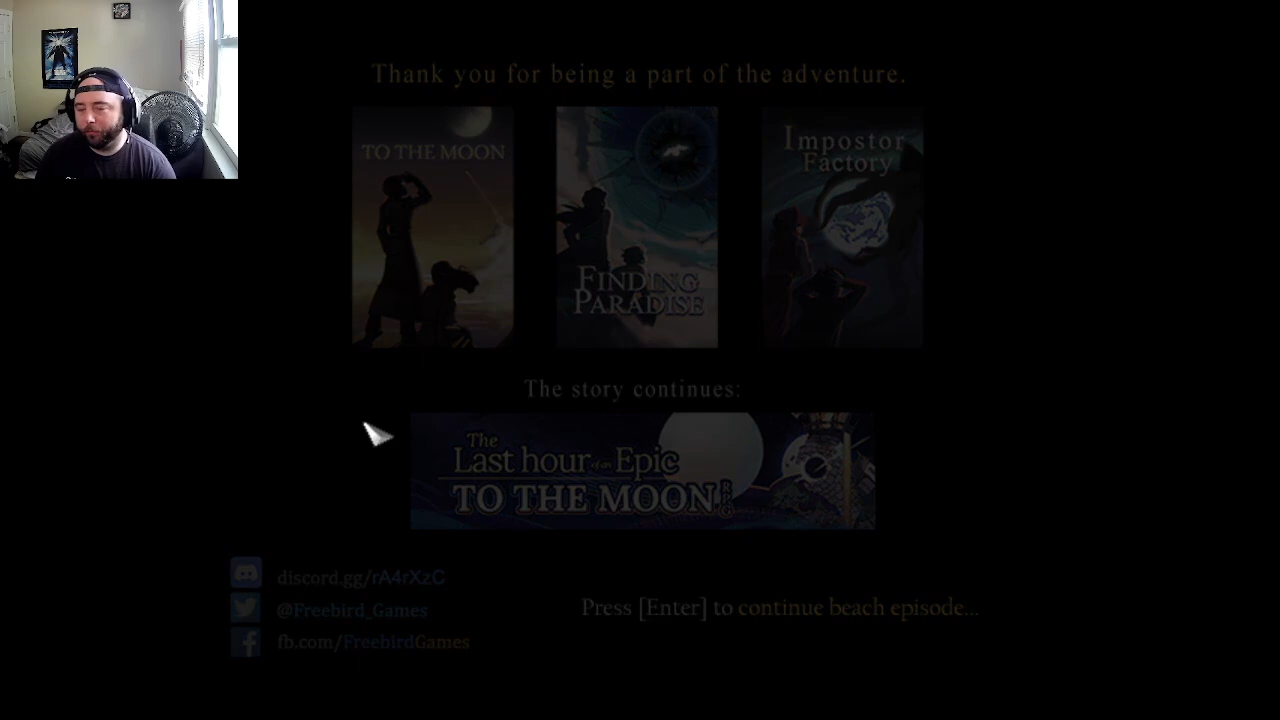 Thank you for being a part of the adventure.
TO THE MOON
FINDING
PARADISE
Impostor
Factory
The story continues:
The
Last hour of an Epic
TO THE MOON RPG
discord.gg/rA4rXzC
@Freebird_Games
fb.com/FreebirdGames
Press [Enter] to continue beach episode...